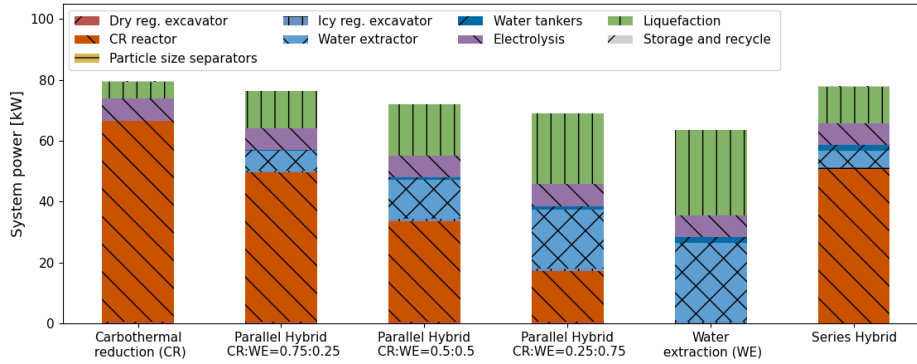 100
80
60
40
20
0
System power [kW]
Dry reg. excavator
CR reactor
Particle size separators
Icy reg. excavator
Water extractor
Water tankers
Electrolysis
Liquefaction
Storage and recycle
Carbothermal
reduction (CR)
Parallel Hybrid
CR:WE=0.75:0.25
Parallel Hybrid
CR:WE=0.5:0.5
Parallel Hybrid
CR:WE=0.25:0.75
Water
extraction (WE)
Series Hybrid